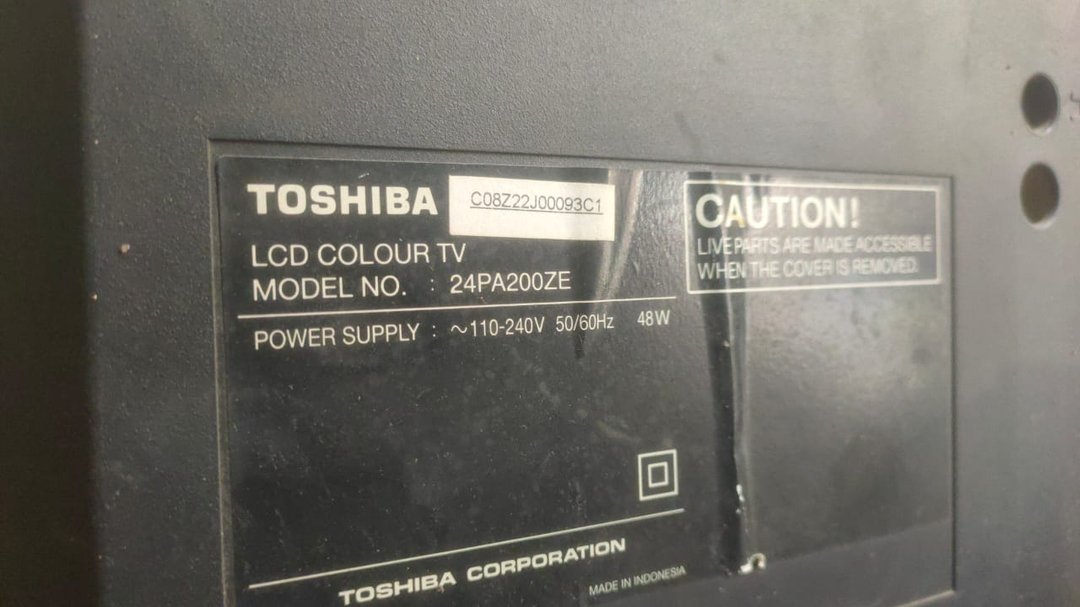 TOSHIBA
C08Z22J00093C1
LCD COLOUR TV
MODEL NO. : 24PA200ZE
POWER SUPPLY : ~110-240V 50/60Hz 48W
CAUTION!
LIVE PARTS ARE MADE ACCESSIBLE
WHEN THE COVER IS REMOVED.
TOSHIBA CORPORATION
MADE IN INDONESIA